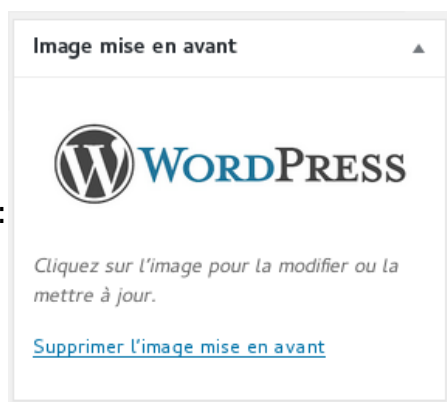 Image mise en avant
WORDPRESS
:
Cliquez sur l'image pour la modifier ou la
mettre à jour.
Supprimer l'image mise en avant